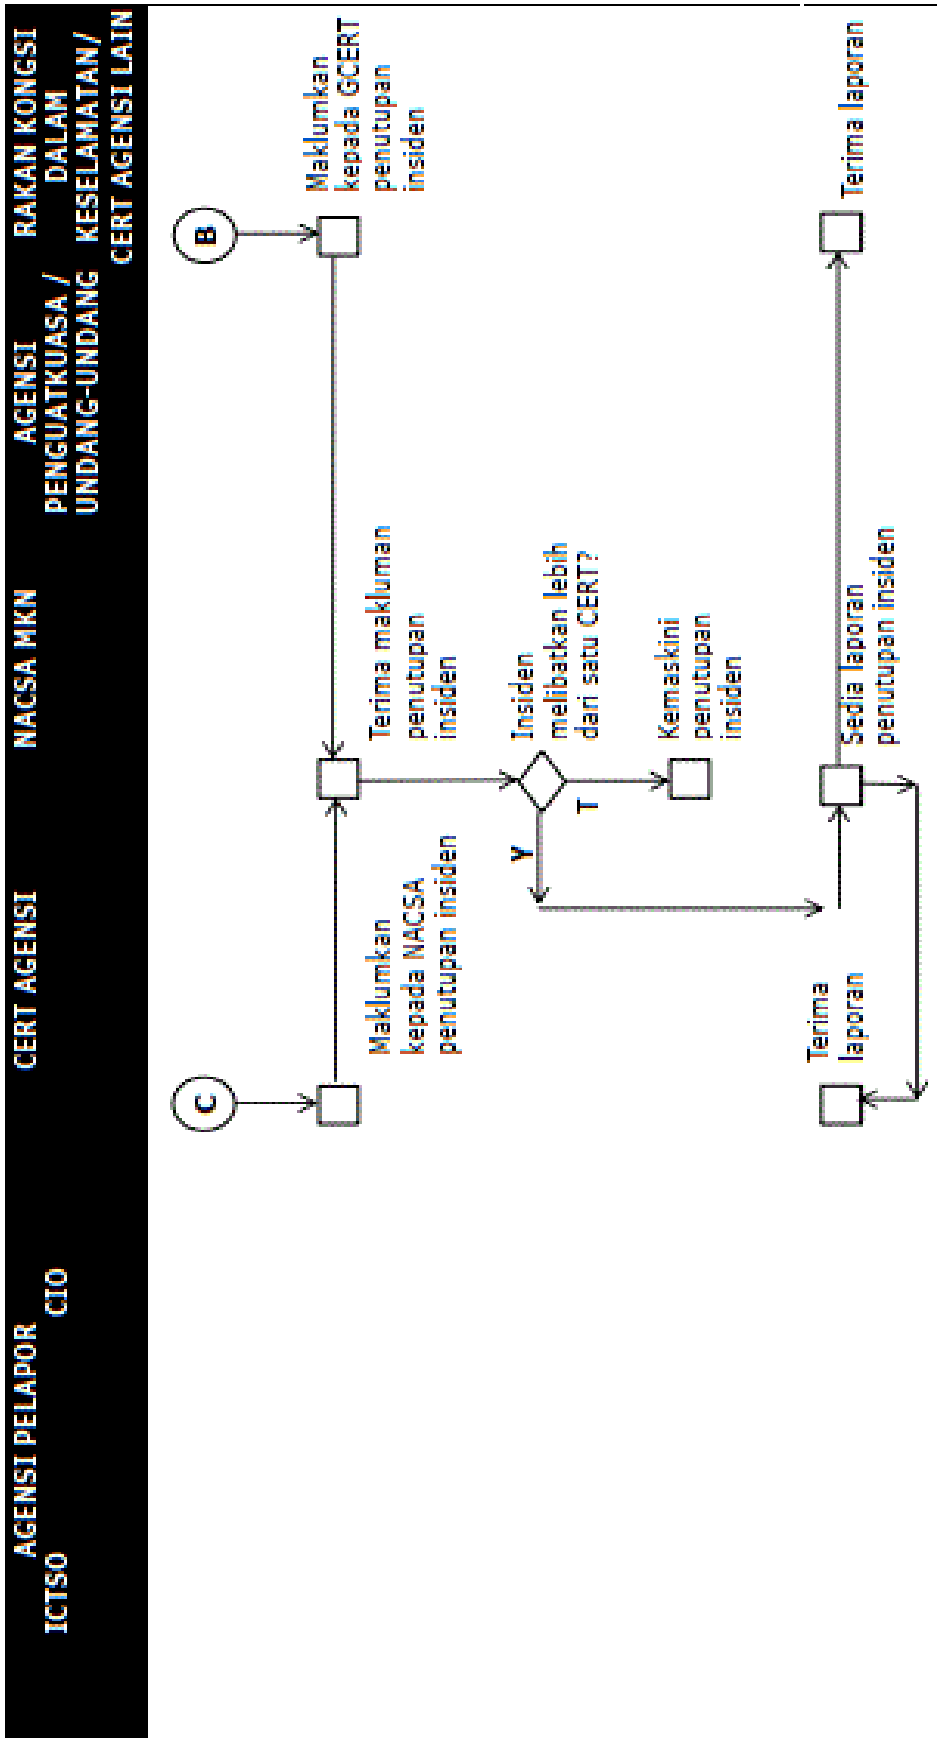 AGENSI PELAPOR
ICTSO
CIO
CERT AGENSI
NACSA MKN
AGENSI
PENGUATKUASA /
UNDANG-UNDANG
RAKAN KONGSI
DALAM
KESELAMATAN/
CERT AGENSI LAIN
C
B
Maklumkan
kepada NACSA
penutupan insiden
Terima makluman
penutupan
insiden
Maklumkan
kepada GCERT
penutupan
insiden
Insiden
melibatkan lebih
dari satu CERT?
Y
T
Kemaskini
penutupan
insiden
Terima
laporan
Sedia laporan
penutupan insiden
Terima laporan